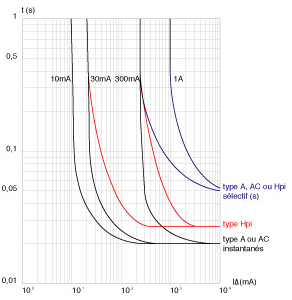 t (s)
1
0,5
10mA
30mA
300mA
1A
0,1
0,05
type A, AC ou Hpi
sélectif (s)
type Hpi
type A ou AC
instantanés
0,01
10⁰ 10¹ 10² 10³ 10⁴
IΔ(mA)